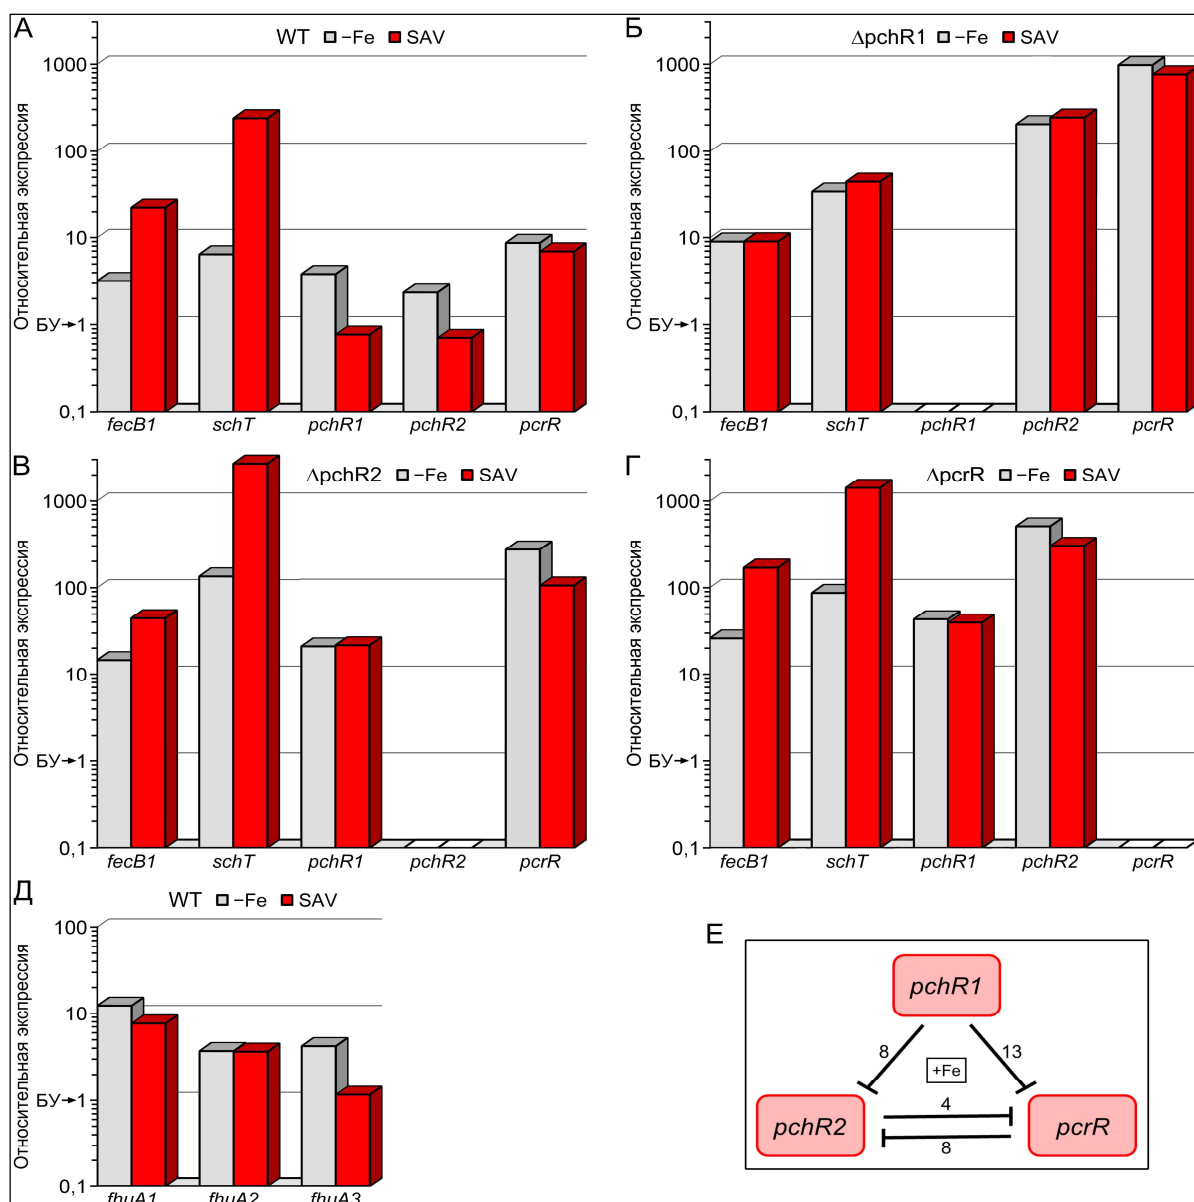 А
WT −Fe SAV
Относительная экспрессия
1000
100
10
БУ→1
0,1
fecB1 schT pchR1 pchR2 pcrR
Б
ΔpchR1 −Fe SAV
Относительная экспрессия
1000
100
10
БУ→1
0,1
fecB1 schT pchR1 pchR2 pcrR
В
ΔpchR2 −Fe SAV
Относительная экспрессия
1000
100
10
БУ→1
0,1
fecB1 schT pchR1 pchR2 pcrR
Г
ΔpcrR −Fe SAV
Относительная экспрессия
1000
100
10
БУ→1
0,1
fecB1 schT pchR1 pchR2 pcrR
Д
WT −Fe SAV
Относительная экспрессия
100
10
БУ→1
0,1
fhuA1 fhuA2 fhuA3
Е
pchR1
8 13
+Fe
4
pchR2 pcrR
8